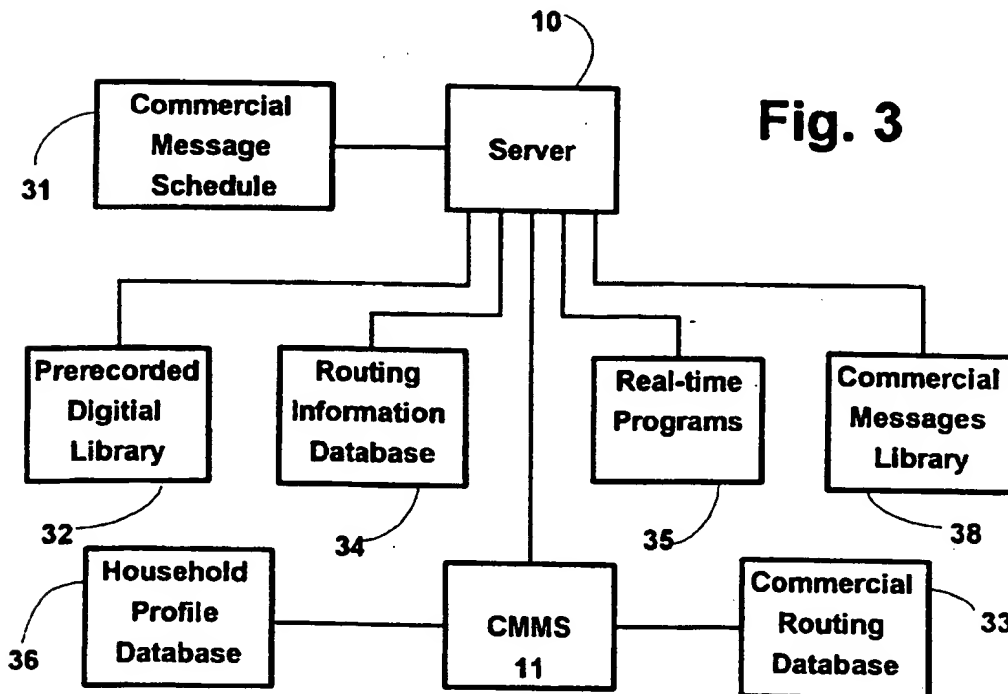 10
Fig. 3
Commercial
Message
Schedule
31
Server
Prerecorded
Digitial
Library
32
Routing
Information
Database
34
Real-time
Programs
35
Commercial
Messages
Library
38
Household
Profile
Database
36
CMMS
11
Commercial
Routing
Database
33